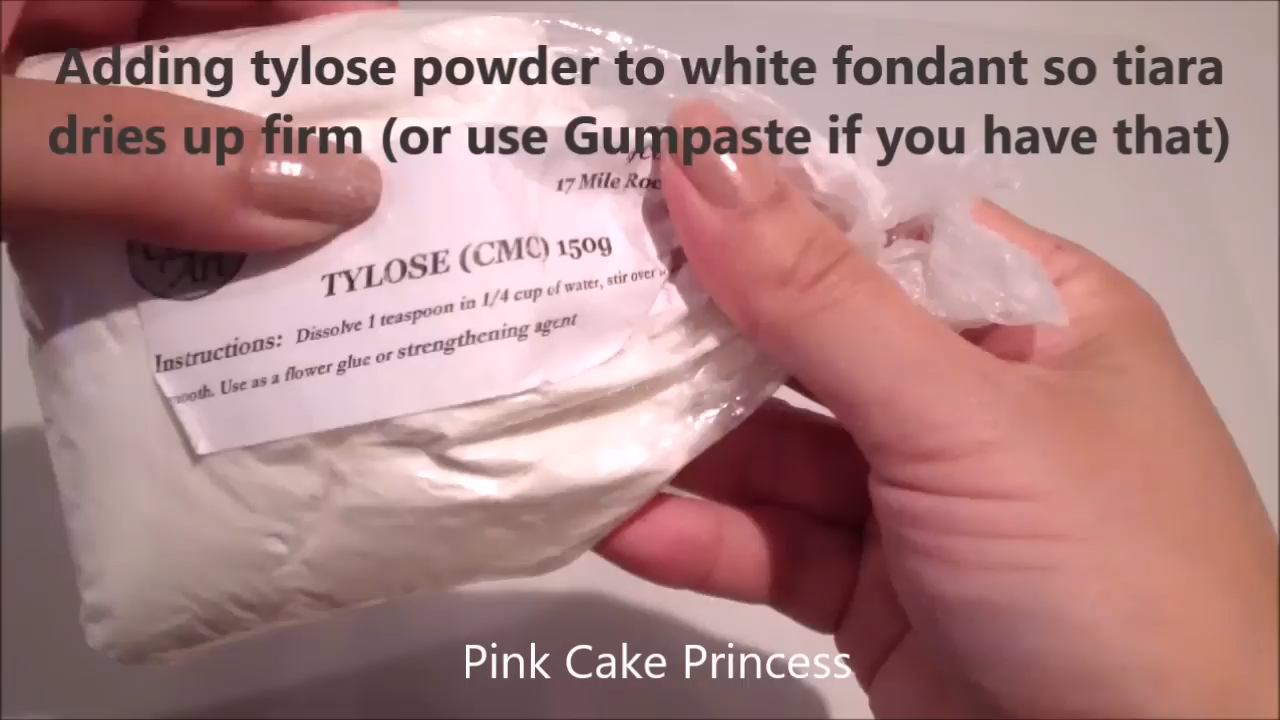 Adding tylose powder to white fondant so tiara
dries up firm (or use Gumpaste if you have that)
17 Mile
TYLOSE (CMC) 150g
Instructions: Dissolve 1 teaspoon in 1/4 cup of water, stir over
Use as a flower glue or strengthening agent
Pink Cake Princess